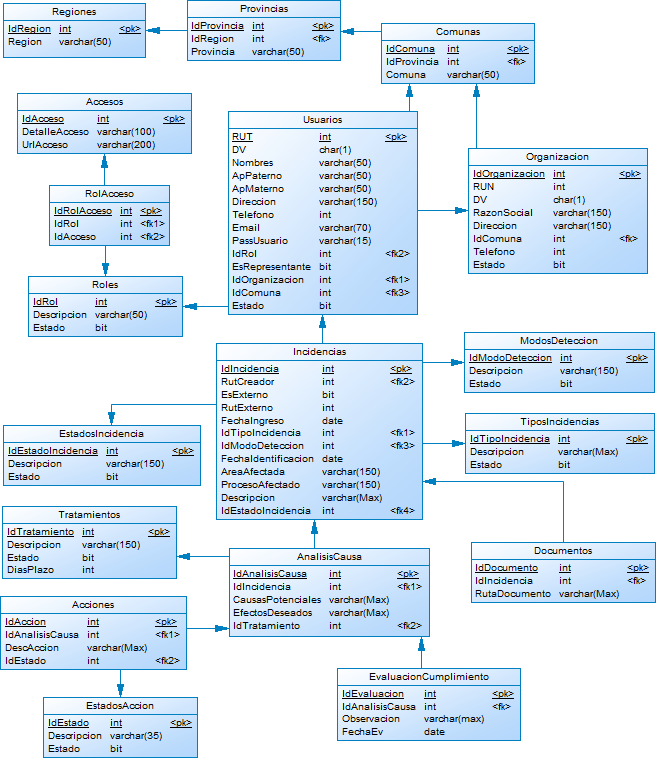 Regiones
IdRegion int <pk>
Region varchar(50)
Provincias
IdProvincia int <pk>
IdRegion int <fk>
Provincia varchar(50)
Comunas
IdComuna int <pk>
IdProvincia int <fk>
Comuna varchar(50)
Accesos
IdAcceso int <pk>
DetalleAcceso varchar(100)
UrlAcceso varchar(200)
Usuarios
RUT int <pk>
DV char(1)
Nombres varchar(50)
ApPaterno varchar(50)
ApMaterno varchar(50)
Direccion varchar(150)
Telefono int
Email varchar(70)
PassUsuario varchar(15)
IdRol int <fk2>
EsRepresentante bit
IdOrganizacion int <fk1>
IdComuna int <fk3>
Estado bit
Organizacion
IdOrganizacion int <pk>
RUN int
DV char(1)
RazonSocial varchar(150)
Direccion varchar(150)
IdComuna int <fk>
Telefono int
Estado bit
RolAcceso
IdRolAcceso int <pk>
IdRol int <fk1>
IdAcceso int <fk2>
Roles
IdRol int <pk>
Descripcion varchar(50)
Estado bit
Incidencias
IdIncidencia int <pk>
RutCreador int <fk2>
EsExterno bit
RutExterno int
FechaIngreso date
IdTipoIncidencia int <fk1>
IdModoDeteccion int <fk3>
FechaIdentificacion date
AreaAfectada varchar(150)
ProcesoAfectado varchar(150)
Descripcion varchar(Max)
IdEstadoIncidencia int <fk4>
ModosDeteccion
IdModoDeteccion int <pk>
Descripcion varchar(150)
Estado bit
TiposIncidencias
IdTipoIncidencia int <pk>
Descripcion varchar(Max)
Estado bit
EstadosIncidencia
IdEstadoIncidencia int <pk>
Descripcion varchar(150)
Estado bit
Tratamientos
IdTratamiento int <pk>
Descripcion varchar(150)
Estado bit
DiasPlazo int
AnalisisCausa
IdAnalisisCausa int <pk>
IdIncidencia int <fk1>
CausasPotenciales varchar(Max)
EfectosDeseados varchar(Max)
IdTratamiento int <fk2>
Documentos
IdDocumento int <pk>
IdIncidencia int <fk>
RutaDocumento varchar(Max)
Acciones
IdAccion int <pk>
IdAnalisisCausa int <fk1>
DescAccion varchar(Max)
IdEstado int <fk2>
EvaluacionCumplimiento
IdEvaluacion int <pk>
IdAnalisisCausa int <fk>
Observacion varchar(max)
FechaEv date
EstadosAccion
IdEstado int <pk>
Descripcion varchar(35)
Estado bit